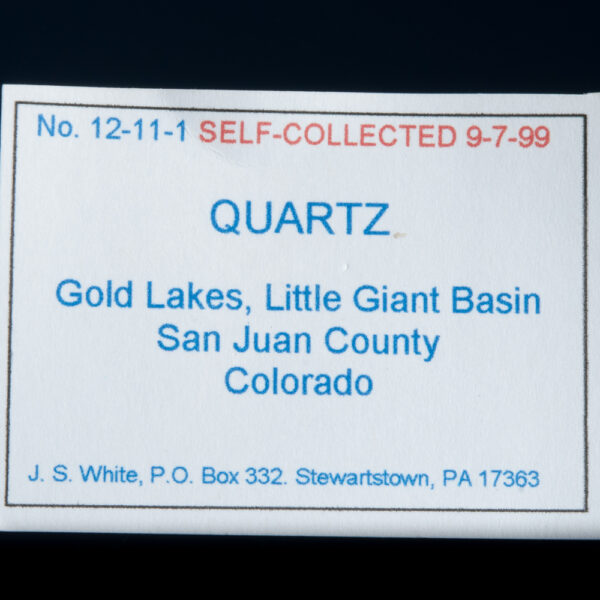 No. 12-11-1 SELF-COLLECTED 9-7-99
QUARTZ
Gold Lakes, Little Giant Basin
San Juan County
Colorado
J. S. White, P.O. Box 332. Stewartstown, PA 17363